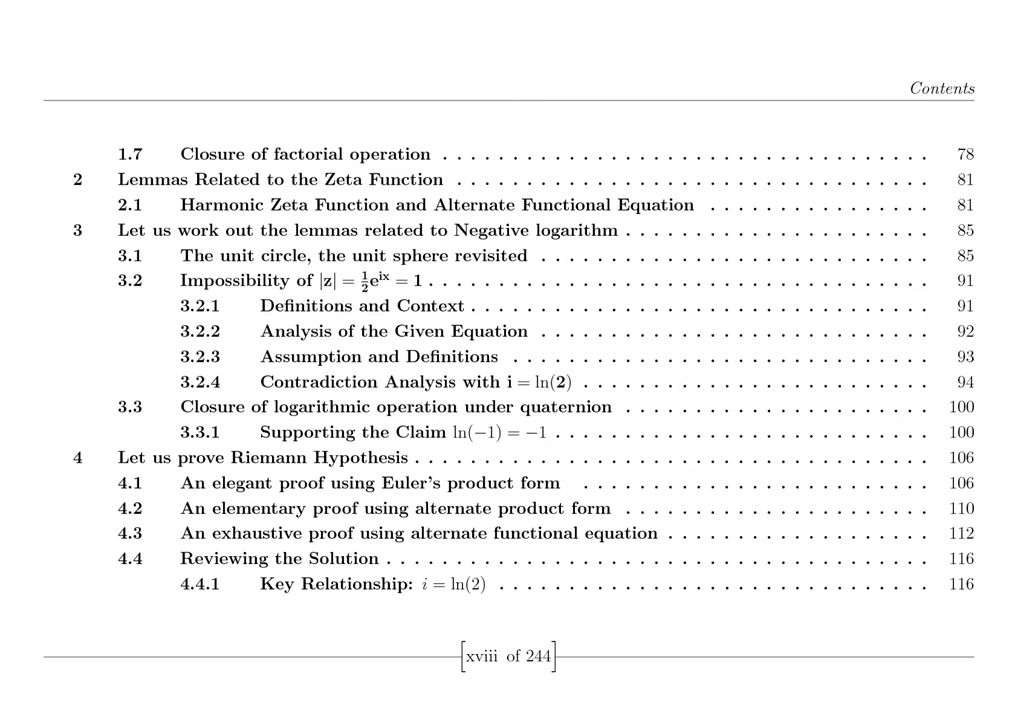 Contents
1.7 Closure of factorial operation . . . . . . . . . . . . . . . . . . . . . . . . . . . . . . . . . . . 78
2 Lemmas Related to the Zeta Function . . . . . . . . . . . . . . . . . . . . . . . . . . . . . . . . . . 81
2.1 Harmonic Zeta Function and Alternate Functional Equation . . . . . . . . . . . . . . . . 81
3 Let us work out the lemmas related to Negative logarithm . . . . . . . . . . . . . . . . . . . . . . 85
3.1 The unit circle, the unit sphere revisited . . . . . . . . . . . . . . . . . . . . . . . . . . . . 85
3.2 Impossibility of |z| = ½e^{ix} = 1 . . . . . . . . . . . . . . . . . . . . . . . . . . . . . . . . . . . . 91
3.2.1 Definitions and Context . . . . . . . . . . . . . . . . . . . . . . . . . . . . . . . . . 91
3.2.2 Analysis of the Given Equation . . . . . . . . . . . . . . . . . . . . . . . . . . . . 92
3.2.3 Assumption and Definitions . . . . . . . . . . . . . . . . . . . . . . . . . . . . . . 93
3.2.4 Contradiction Analysis with i = ln(2) . . . . . . . . . . . . . . . . . . . . . . . . . 94
3.3 Closure of logarithmic operation under quaternion . . . . . . . . . . . . . . . . . . . . . . 100
3.3.1 Supporting the Claim ln(−1) = −1 . . . . . . . . . . . . . . . . . . . . . . . . . . . 100
4 Let us prove Riemann Hypothesis . . . . . . . . . . . . . . . . . . . . . . . . . . . . . . . . . . . . . 106
4.1 An elegant proof using Euler's product form . . . . . . . . . . . . . . . . . . . . . . . . . 106
4.2 An elementary proof using alternate product form . . . . . . . . . . . . . . . . . . . . . . 110
4.3 An exhaustive proof using alternate functional equation . . . . . . . . . . . . . . . . . . . 112
4.4 Reviewing the Solution . . . . . . . . . . . . . . . . . . . . . . . . . . . . . . . . . . . . . . . 116
4.4.1 Key Relationship: i = ln(2) . . . . . . . . . . . . . . . . . . . . . . . . . . . . . . . 116
xviii of 244